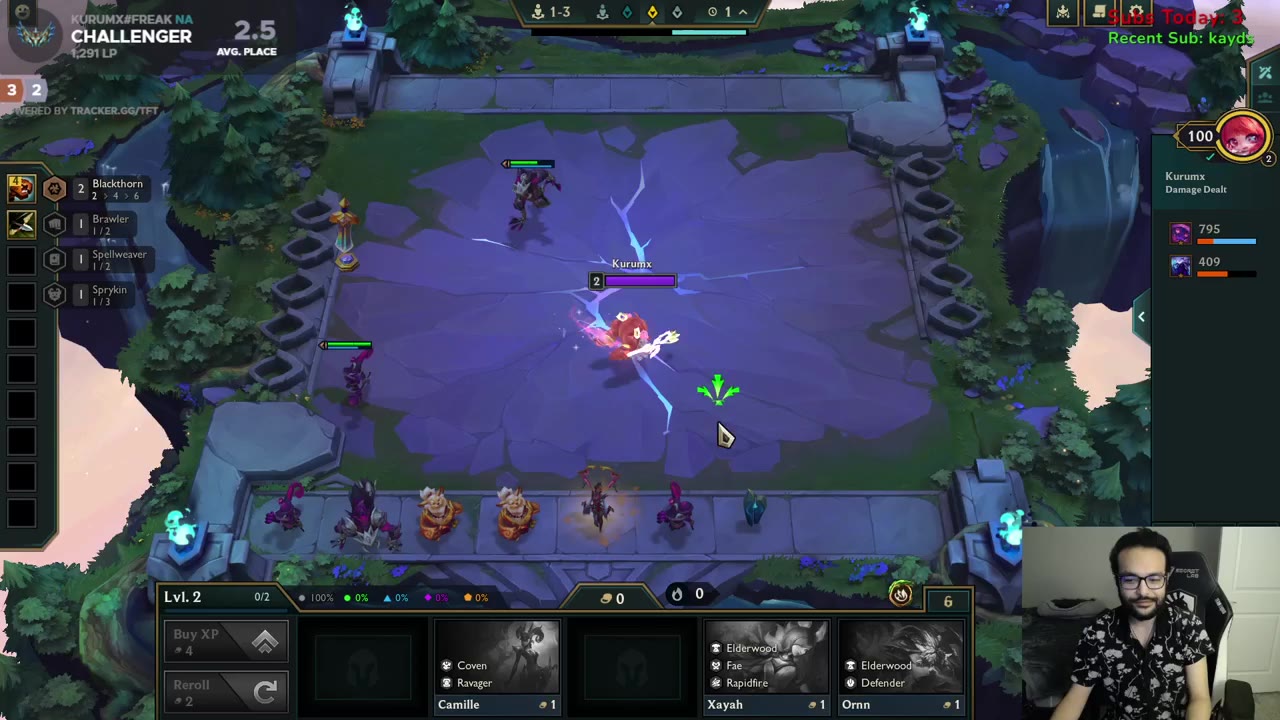 KURUMX#FREAK NA
CHALLENGER
1,291 LP
2.5
AVG. PLACE
3 2
WERED BY TRACKER.GG/TFT
1-3
1
Subs Today: 3
Recent Sub: kayds
100
2
Kurumx
Damage Dealt
795
409
2 Blackthorn
2 > 4 > 6
1 Brawler
1 / 2
1 Spellweaver
1 / 2
1 Sprykin
1 / 3
Kurumx
2
Lvl. 2
0/2
100%
0%
0%
0%
0%
0
0
6
Buy XP
4
Reroll
2
Coven
Ravager
Camille
1
Elderwood
Fae
Rapidfire
Xayah
1
Elderwood
Defender
Ornn
1